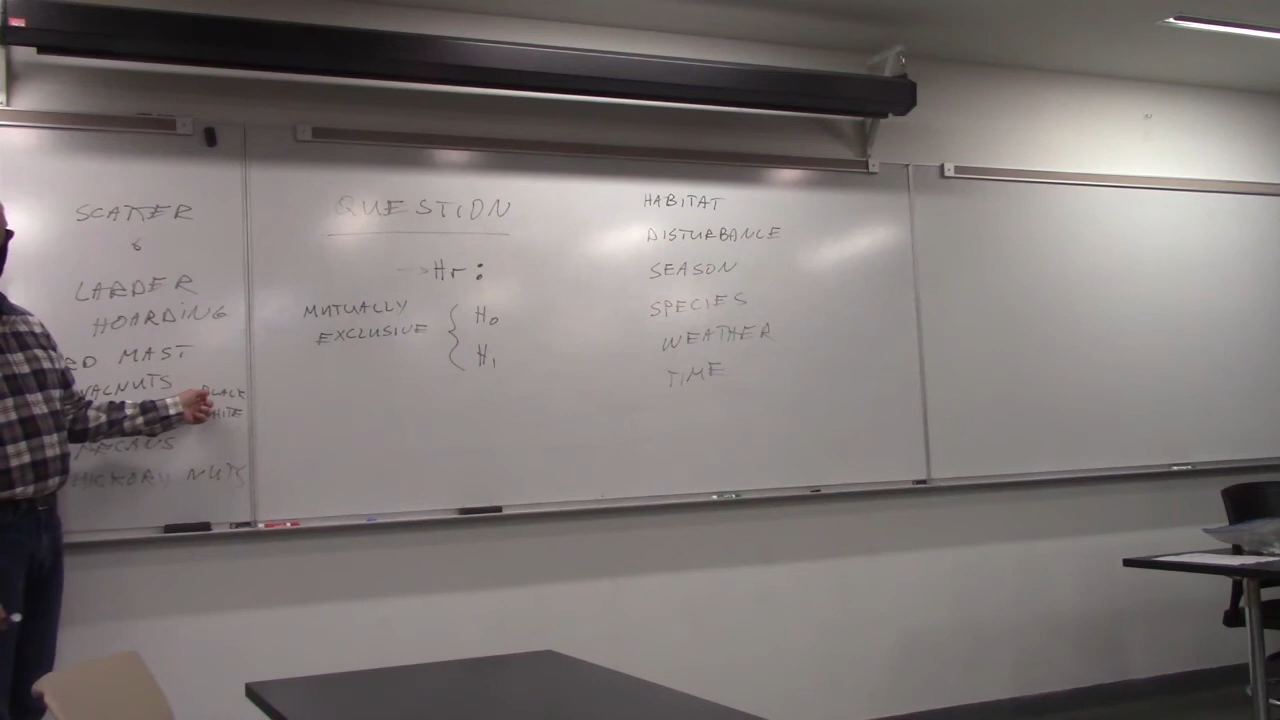 SCATTER
&
LARDER
HOARDING
MAST
WALNUTS
BLACK
WHITE
PECANS
HICKORY NUTS
QUESTION
→ Hr:
MUTUALLY
EXCLUSIVE { H0
H1
HABITAT
DISTURBANCE
SEASON
SPECIES
WEATHER
TIME